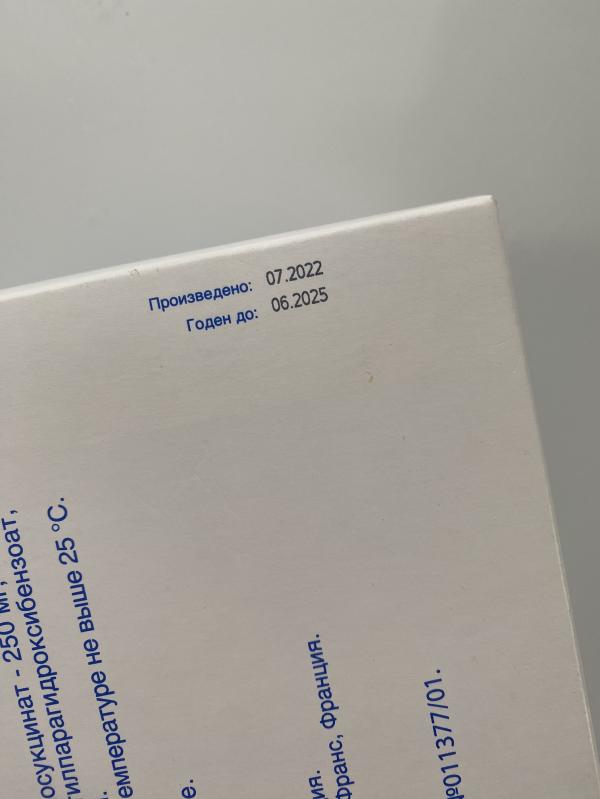 Произведено: 07.2022
Годен до: 06.2025
- 250 мг,
осукцинат
тилпарагидроксибензоат,
емпературе не выше 25 °C.
е.
ия.
Франс, Франция.
№011377/01.